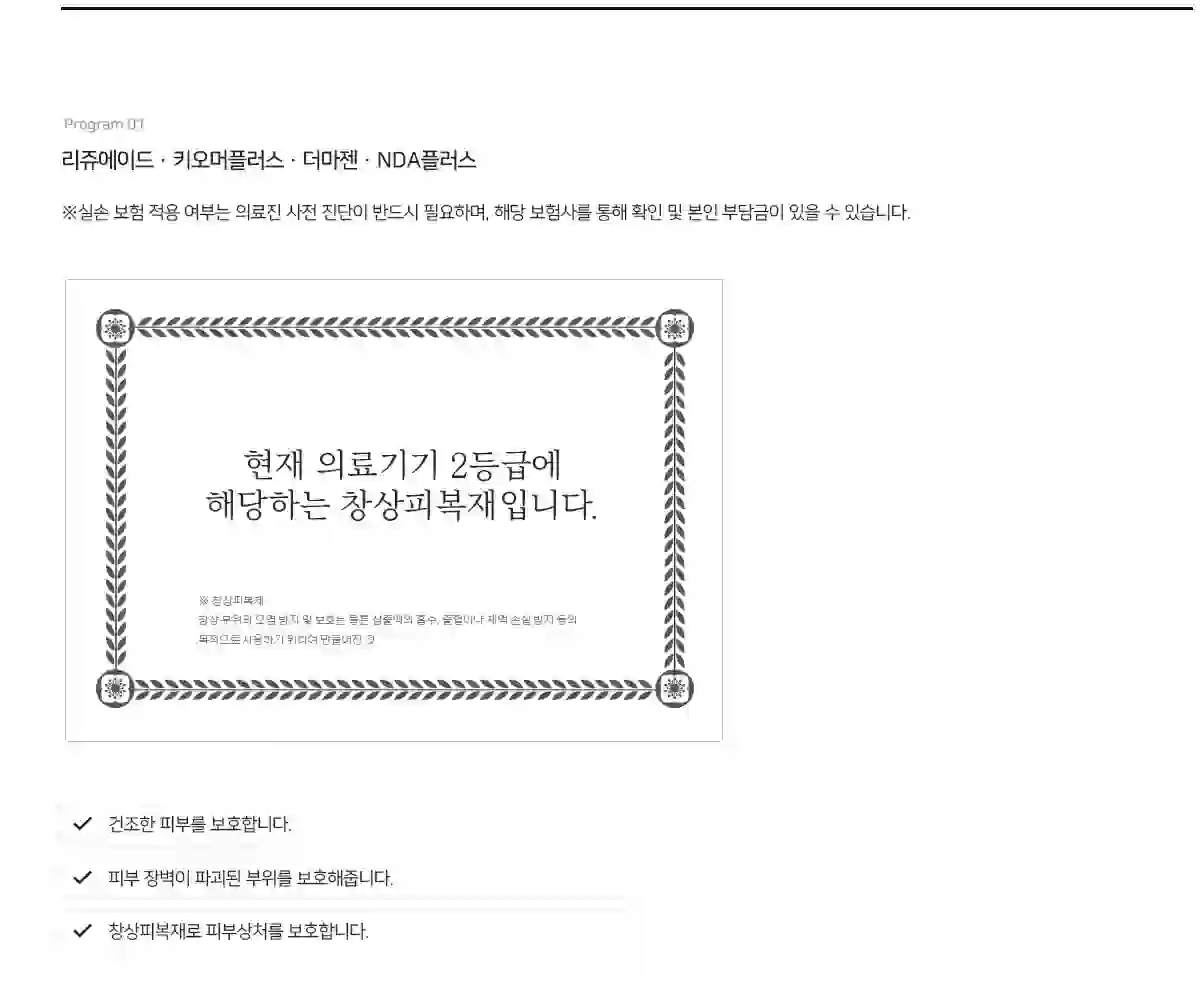 Program 01
리쥬에이드 · 키오머플러스 · 더마젠 · NDA플러스
※실손 보험 적용 여부는 의료진 사전 진단이 반드시 필요하며, 해당 보험사를 통해 확인 및 본인 부담금이 있을 수 있습니다.
현재 의료기기 2등급에
해당하는 창상피복재입니다.
※ 창상피복재
창상 부위의 오염 방지 및 보호는 물론 삼출액의 흡수, 출혈이나 체액 손실 방지 등의
목적으로 사용하기 위하여 만들어진 것
건조한 피부를 보호합니다.
피부 장벽이 파괴된 부위를 보호해줍니다.
창상피복재로 피부상처를 보호합니다.